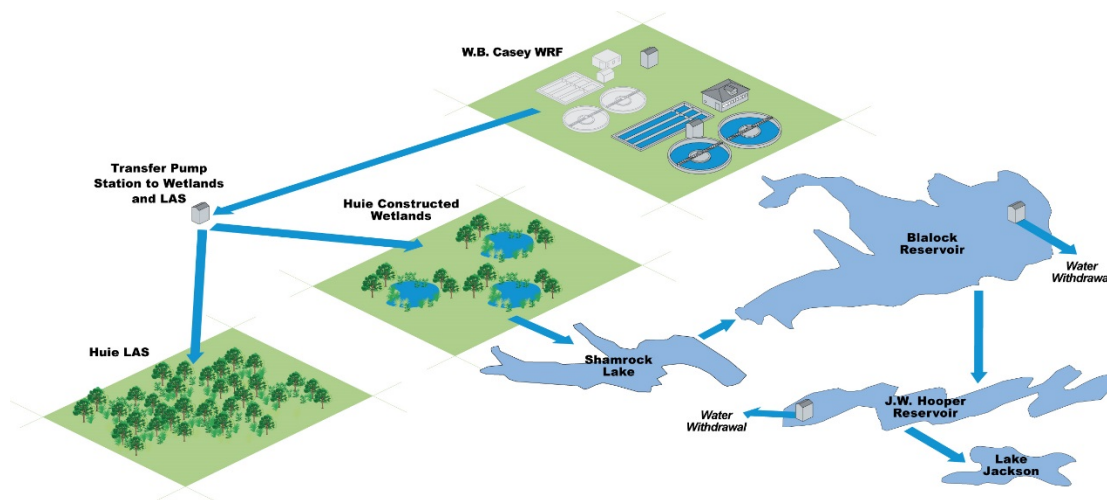 W.B. Casey WRF
Transfer Pump
Station to Wetlands
and LAS
Huie Constructed
Wetlands
Blalock
Reservoir
Water
Withdrawal
Huie LAS
Shamrock
Lake
J.W. Hooper
Reservoir
Water
Withdrawal
Lake
Jackson